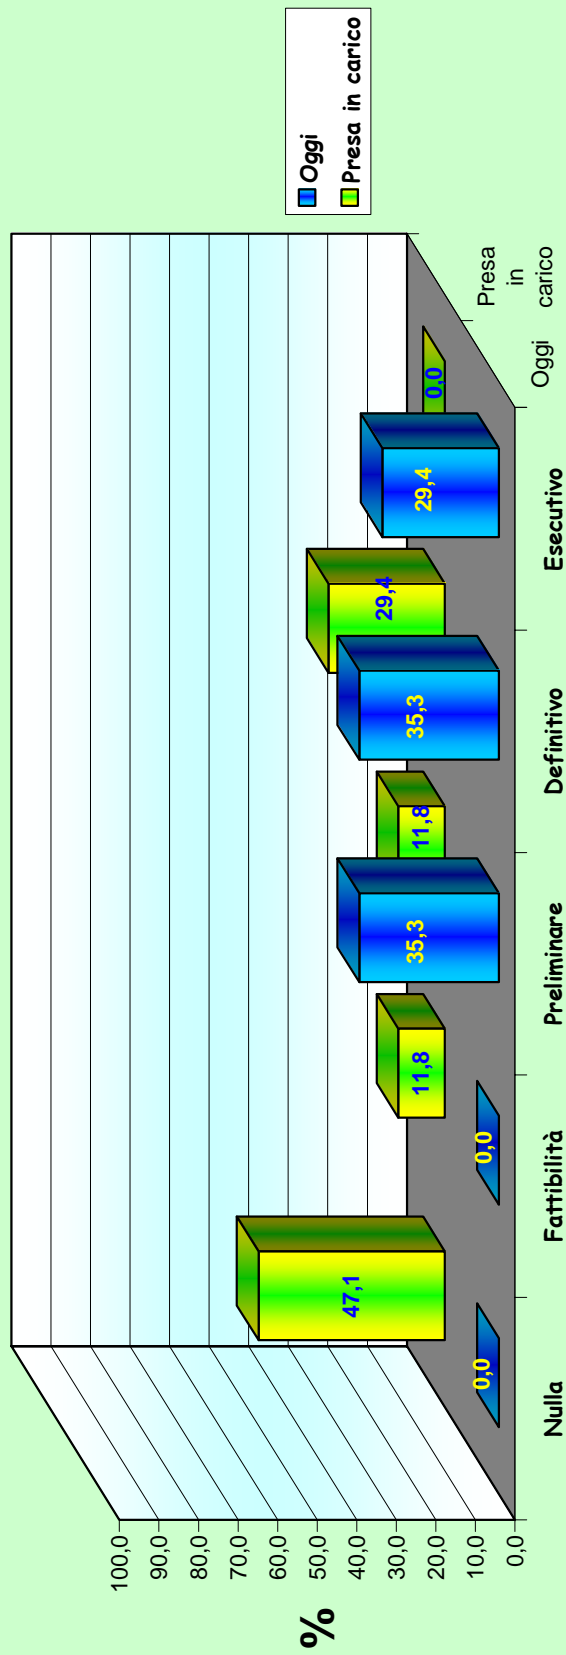 %
100,0
90,0
80,0
70,0
60,0
50,0
40,0
30,0
20,0
10,0
0,0
0,0
47,1
0,0
11,8
35,3
11,8
35,3
29,4
29,4
0,0
Nulla
Fattibilità
Preliminare
Definitivo
Esecutivo
Oggi
Presa
in
carico
Oggi
Presa in carico